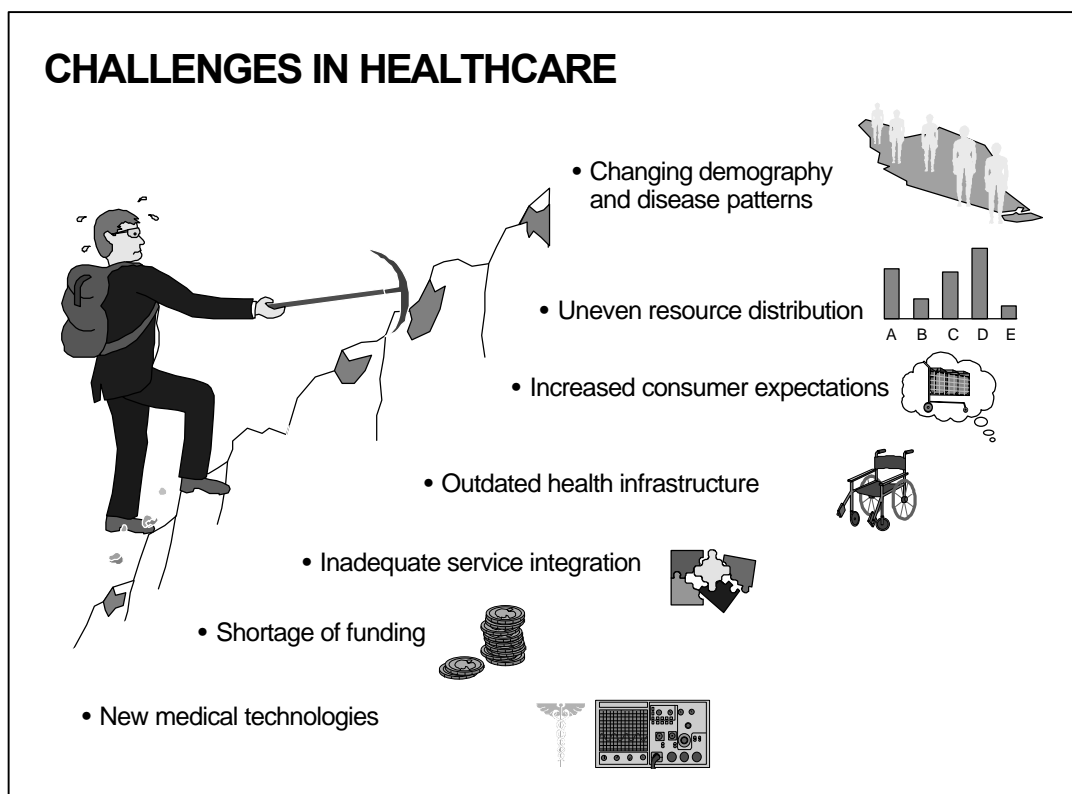 CHALLENGES IN HEALTHCARE
• Changing demography
and disease patterns
• Uneven resource distribution
A B C D E
• Increased consumer expectations
• Outdated health infrastructure
• Inadequate service integration
• Shortage of funding
• New medical technologies